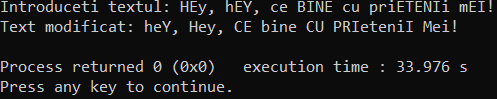 Introduceti textul: HEy, hEY, ce BINE cu priETENIi mEI!
Text modificat: heY, Hey, CE bine CU PRIeteniI Mei!
Process returned 0 (0x0)   execution time : 33.976 s
Press any key to continue.